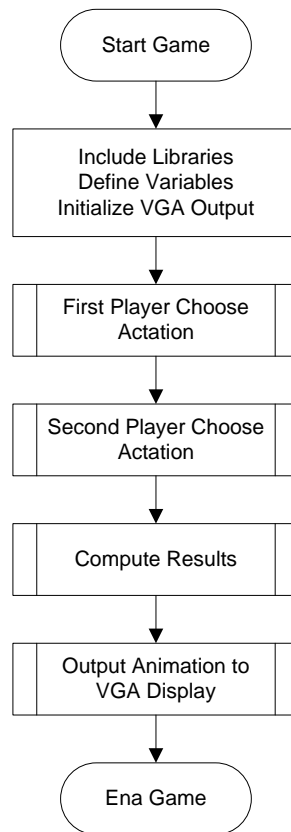 Start Game
Include Libraries
Define Variables
Initialize VGA Output
First Player Choose
Actation
Second Player Choose
Actation
Compute Results
Output Animation to
VGA Display
Ena Game